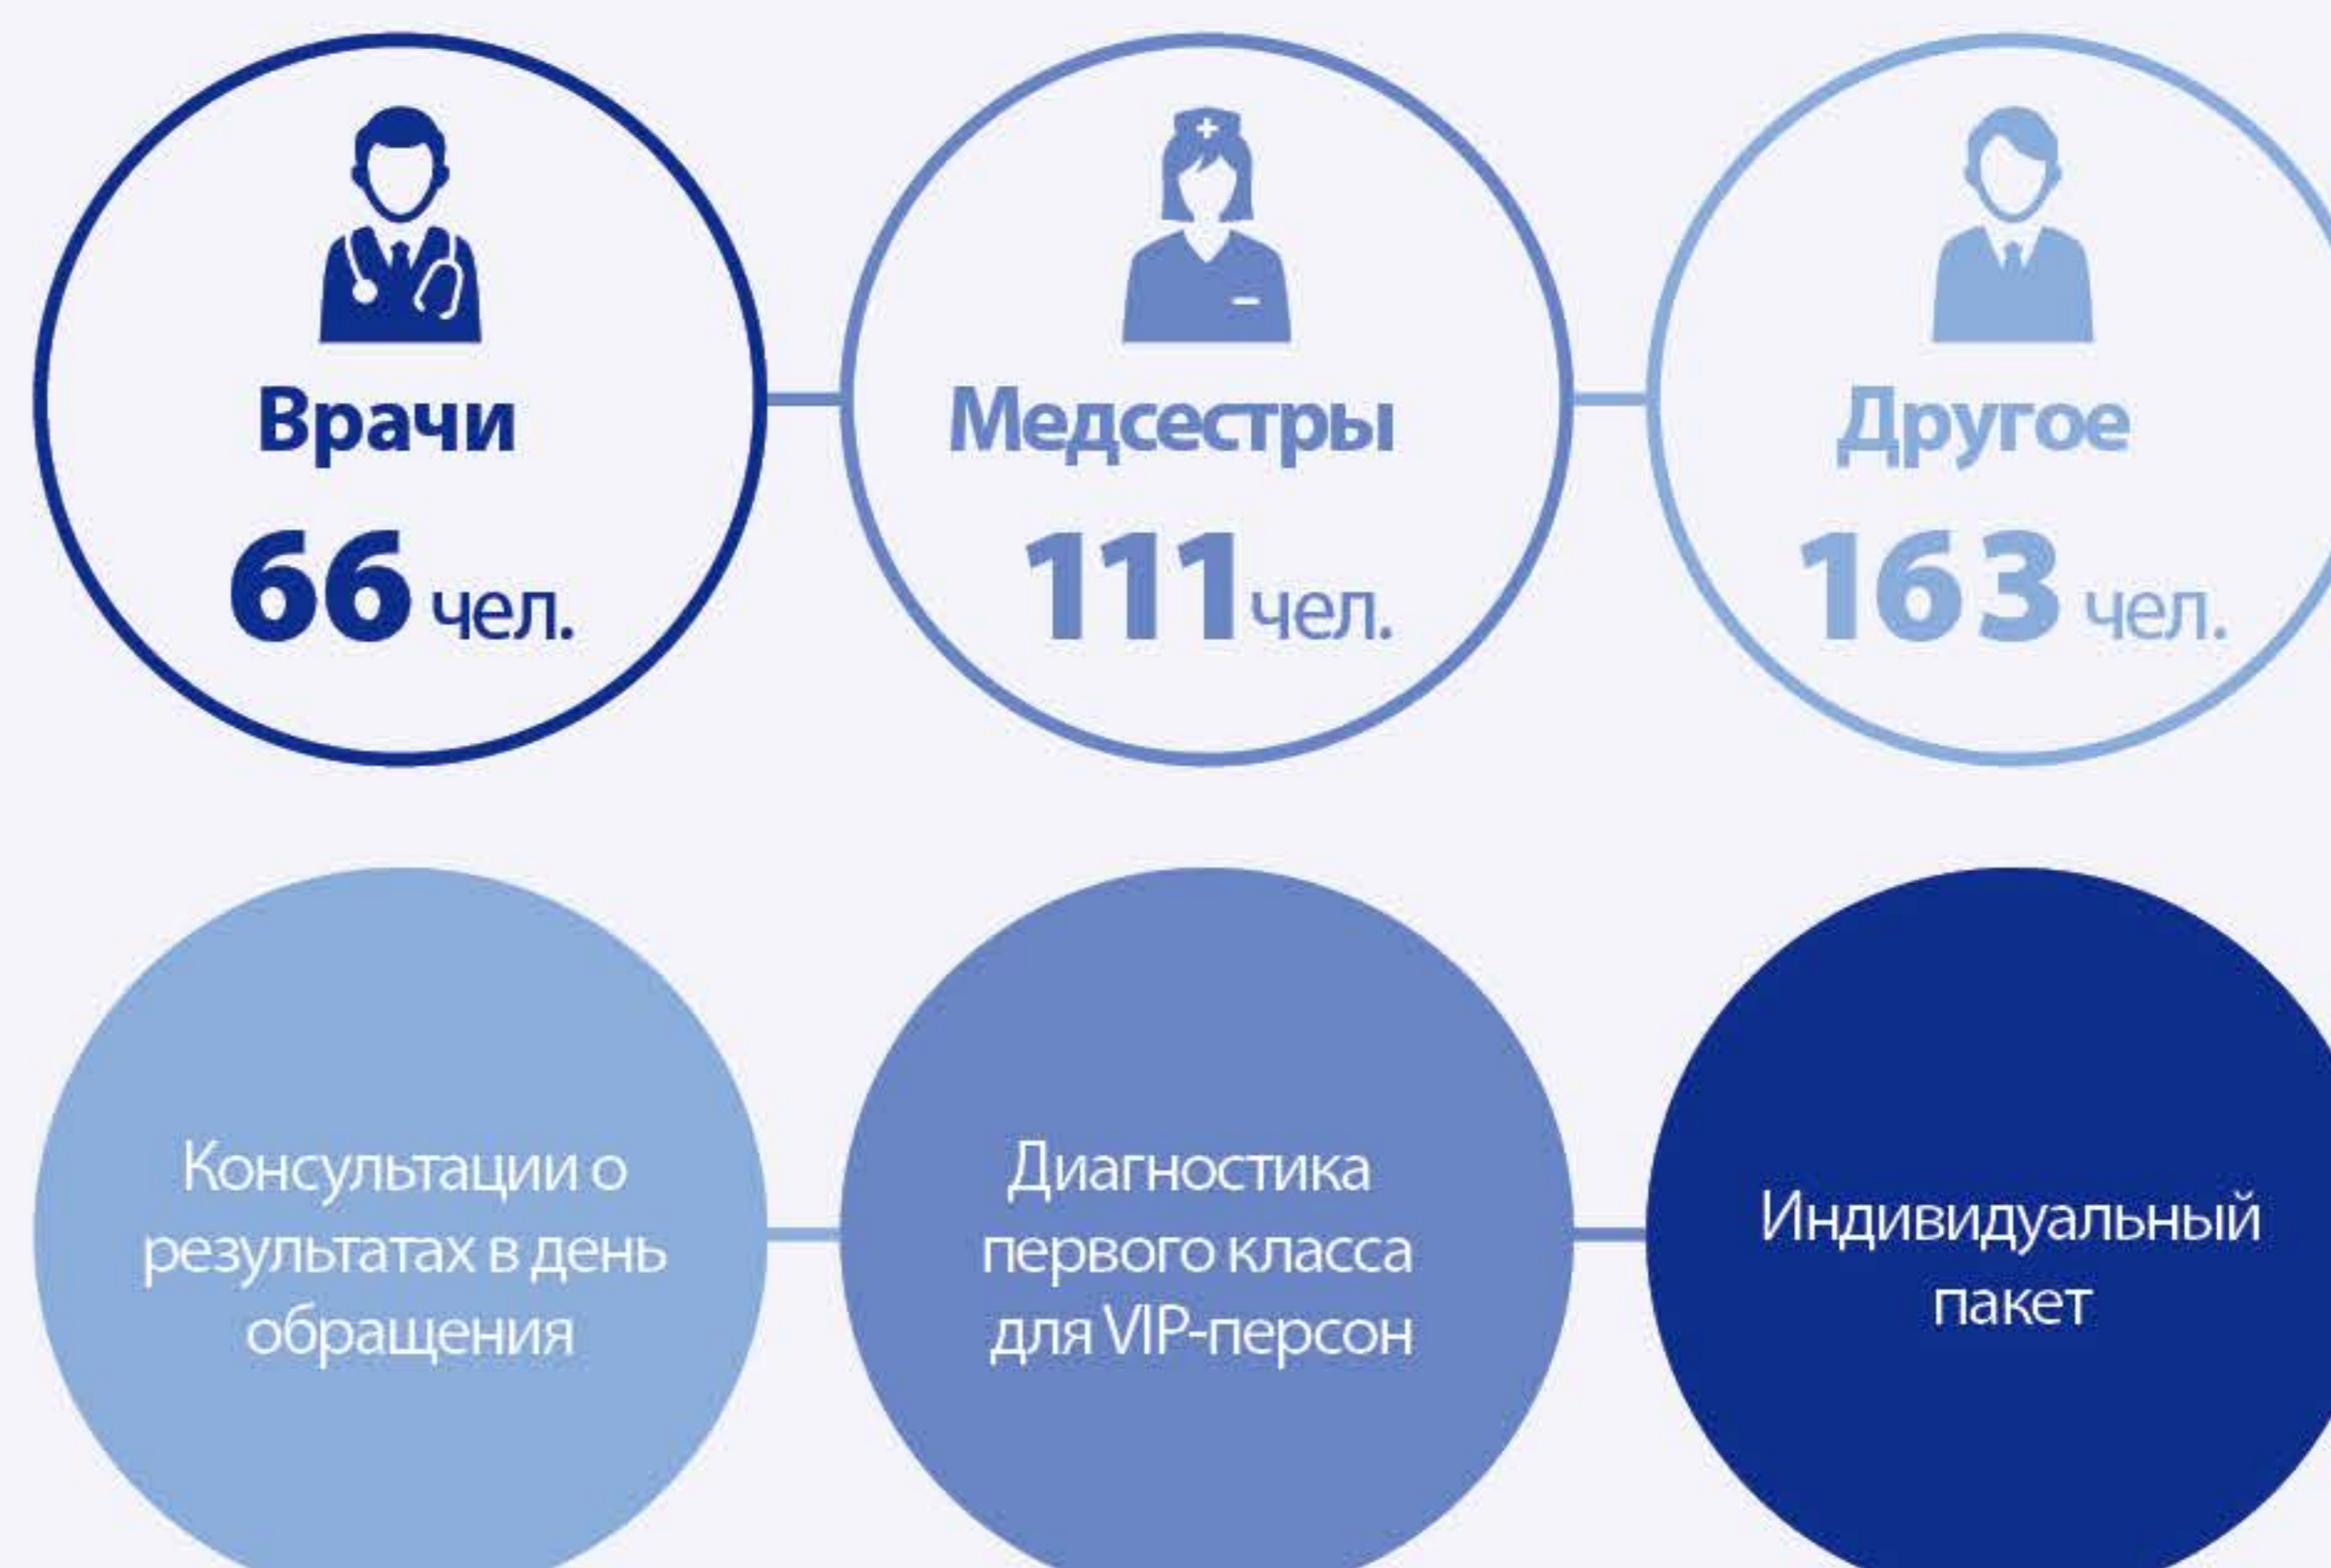 Врачи
66 чел.
Медсестры
111 чел.
Другое
163 чел.
Консультации о
результатах в день
обращения
Диагностика
первого класса
для VIP-персон
Индивидуальный
пакет